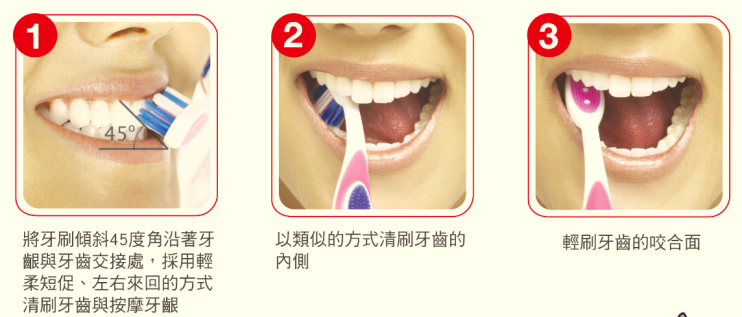 1
2
3
45°
將牙刷傾斜45度角沿著牙
齦與牙齒交接處，採用輕
柔短促、左右來回的方式
清刷牙齒與按摩牙齦
以類似的方式清刷牙齒的
內側
輕刷牙齒的咬合面